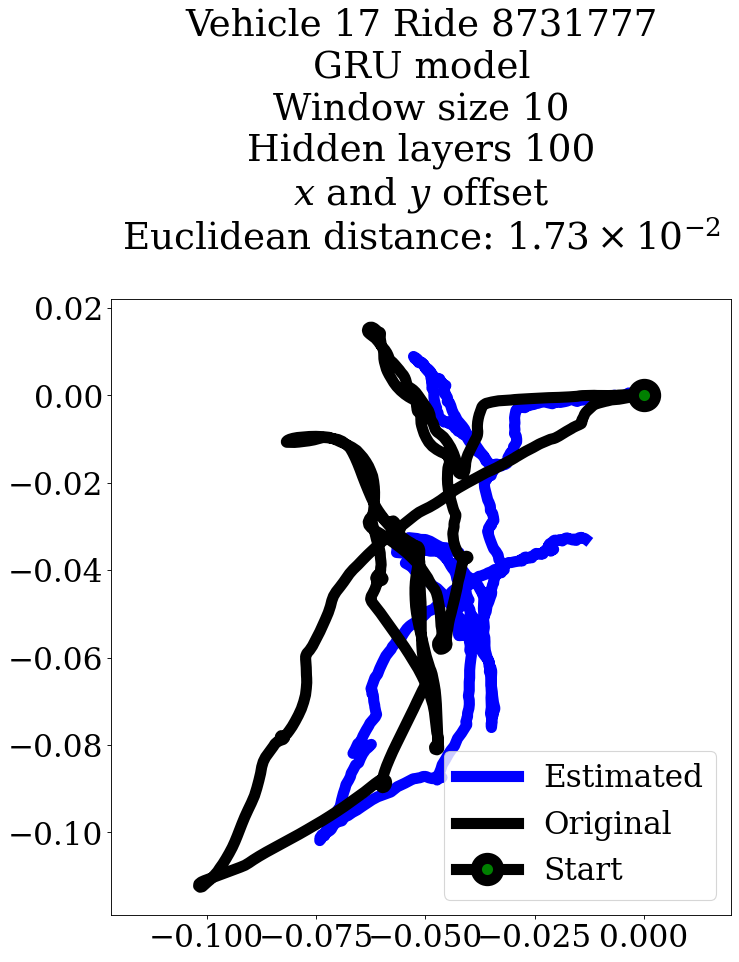 Vehicle 17 Ride 8731777
GRU model
Window size 10
Hidden layers 100
x and y offset
Euclidean distance: 1.73 × 10⁻²
0.02
0.00
−0.02
−0.04
−0.06
−0.08
−0.10
Estimated
Original
Start
−0.100 −0.075 −0.050 −0.025 0.000